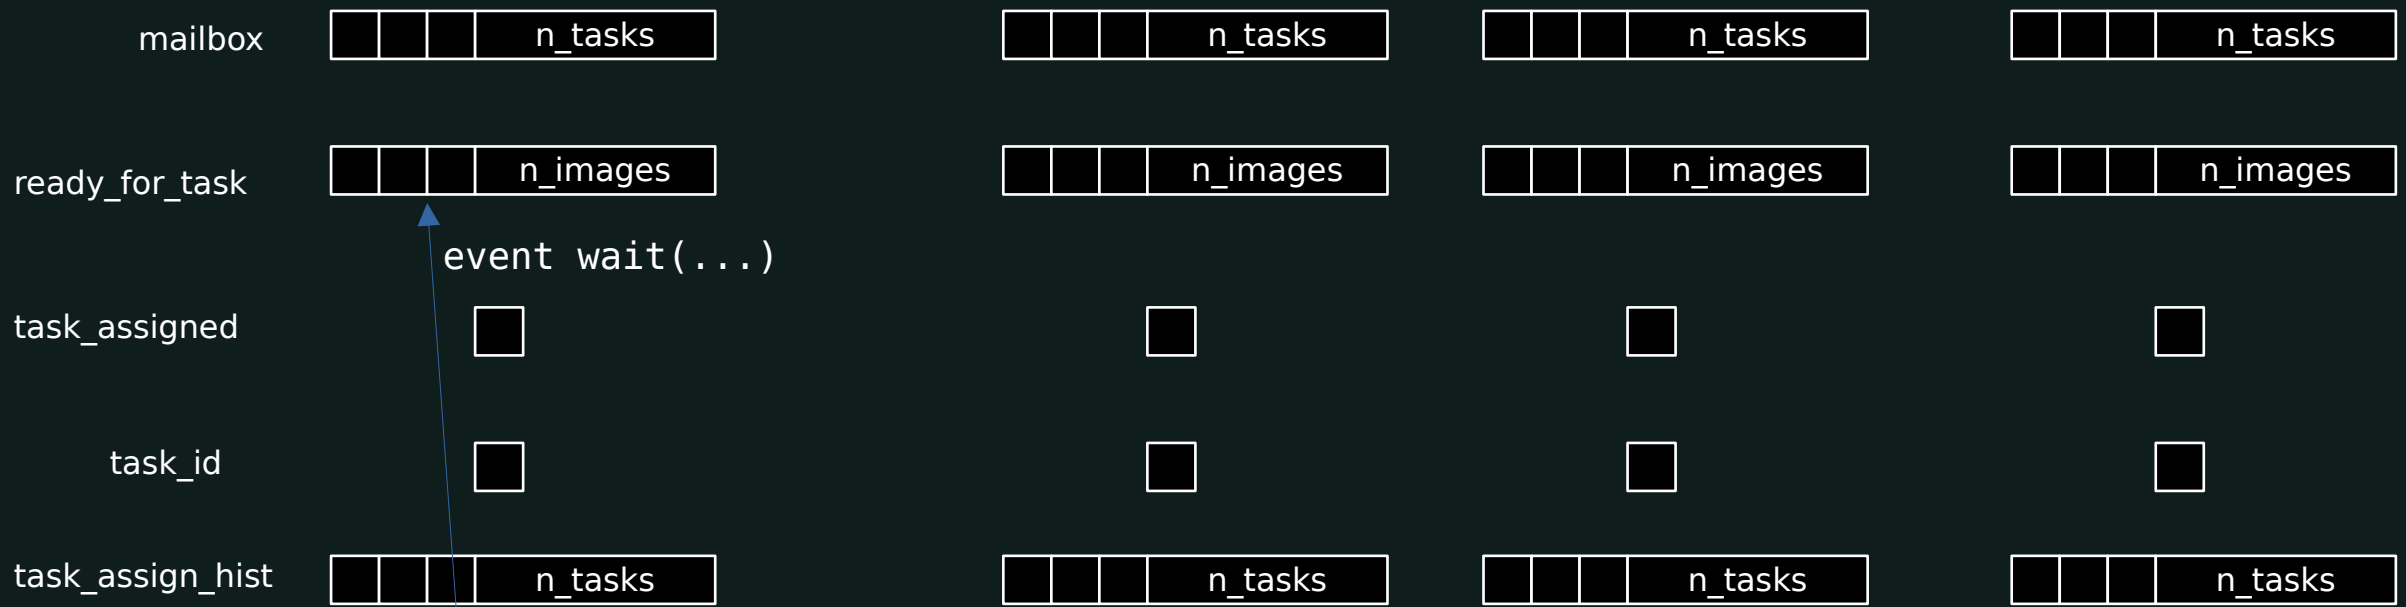 mailbox n_tasks n_tasks n_tasks n_tasks
ready_for_task n_images n_images n_images n_images
event wait(...)
task_assigned
task_id
task_assign_hist n_tasks n_tasks n_tasks n_tasks